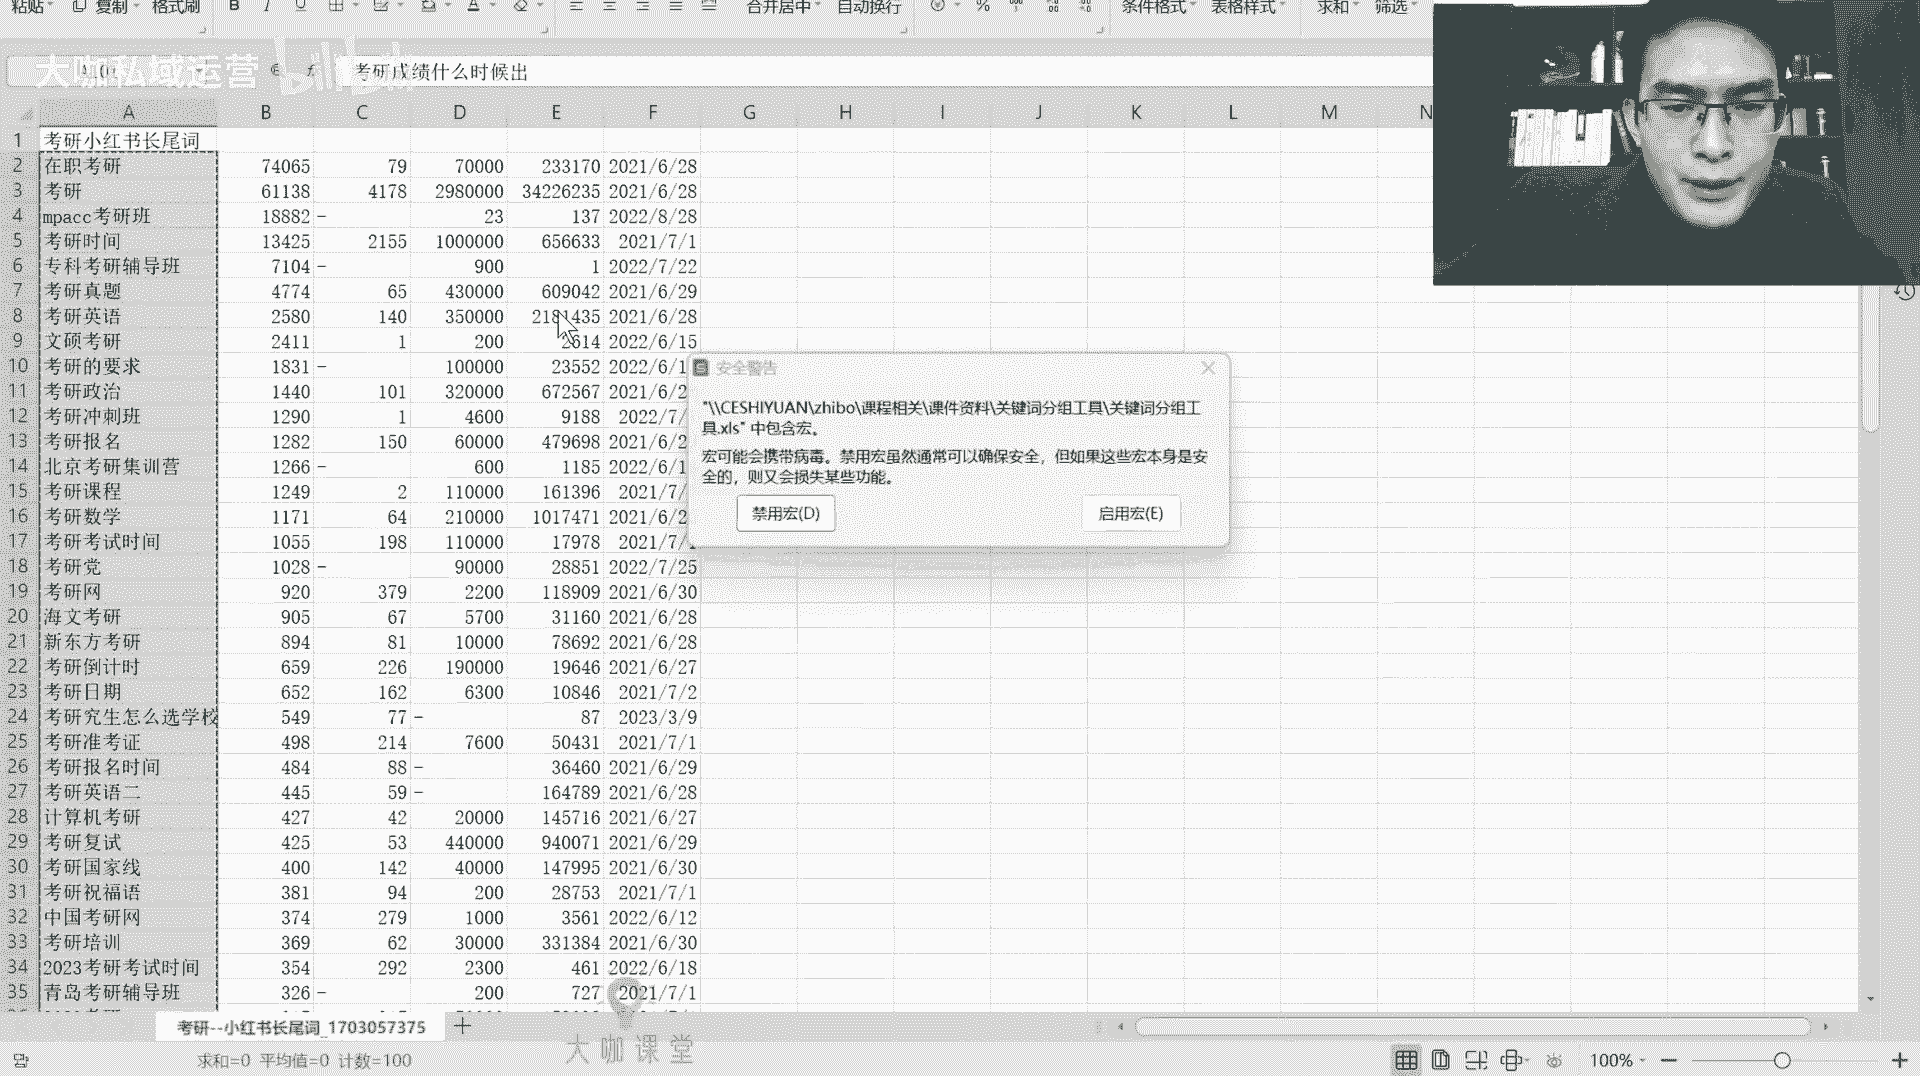 粘贴 复制 格式刷 B I U A 合并居中 自动换行 % 条件格式 表格样式 求和 筛选
大咖私域运营 bilibili
fx 考研成绩什么时候出
A B C D E F G H I J K L M N
1 考研小红书长尾词
2 在职考研 74065 79 70000 233170 2021/6/28
3 考研 61138 4178 2980000 34226235 2021/6/28
4 mpacc考研班 18882 - 23 137 2022/8/28
5 考研时间 13425 2155 1000000 656633 2021/7/1
6 专科考研辅导班 7104 - 900 1 2022/7/22
7 考研真题 4774 65 430000 609042 2021/6/29
8 考研英语 2580 140 350000 2181435 2021/6/28
9 文硕考研 2411 1 200 2614 2022/6/15
10 考研的要求 1831 - 100000 23552 2022/6/1
11 考研政治 1440 101 320000 672567 2021/6/2
12 考研冲刺班 1290 1 4600 9188 2022/7/
13 考研报名 1282 150 60000 479698 2021/6/2
14 北京考研集训营 1266 - 600 1185 2022/6/1
15 考研课程 1249 2 110000 161396 2021/7/
16 考研数学 1171 64 210000 1017471 2021/6/2
17 考研考试时间 1055 198 110000 17978 2021/7/
18 考研党 1028 - 90000 28851 2022/7/25
19 考研网 920 379 2200 118909 2021/6/30
20 海文考研 905 67 5700 31160 2021/6/28
21 新东方考研 894 81 10000 78692 2021/6/28
22 考研倒计时 659 226 190000 19646 2021/6/27
23 考研日期 652 162 6300 10846 2021/7/2
24 考研究生怎么选学校 549 77 - 87 2023/3/9
25 考研准考证 498 214 7600 50431 2021/7/1
26 考研报名时间 484 88 - 36460 2021/6/29
27 考研英语二 445 59 - 164789 2021/6/28
28 计算机考研 427 42 20000 145716 2021/6/27
29 考研复试 425 53 440000 940071 2021/6/29
30 考研国家线 400 142 40000 147995 2021/6/30
31 考研祝福语 381 94 200 28753 2021/7/1
32 中国考研网 374 279 1000 3561 2022/6/12
33 考研培训 369 62 30000 331384 2021/6/30
34 2023考研考试时间 354 292 2300 461 2022/6/18
35 青岛考研辅导班 326 - 200 727 2021/7/1
安全警告
"\\CESHIYUAN\zhibo\课程相关\课件资料\关键词分组工具\关键词分组工
具.xls" 中包含宏。
宏可能会携带病毒。禁用宏虽然通常可以确保安全，但如果这些宏本身是安
全的，则又会损失某些功能。
禁用宏(D) 启用宏(E)
考研--小红书长尾词_1703057375
大咖课堂
求和=0 平均值=0 计数=100 100%